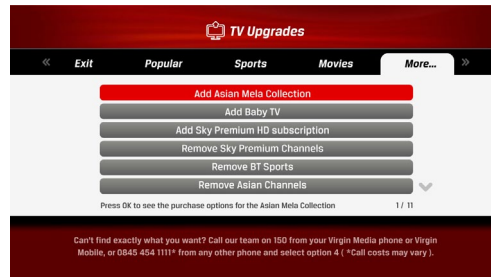 TV Upgrades
« Exit Popular Sports Movies More... »
Add Asian Mela Collection
Add Baby TV
Add Sky Premium HD subscription
Remove Sky Premium Channels
Remove BT Sports
Remove Asian Channels
Press OK to see the purchase options for the Asian Mela Collection 1 / 11
Can't find exactly what you want? Call our team on 150 from your Virgin Media phone or Virgin
Mobile, or 0845 454 1111* from any other phone and select option 4 ( *Call costs may vary ).